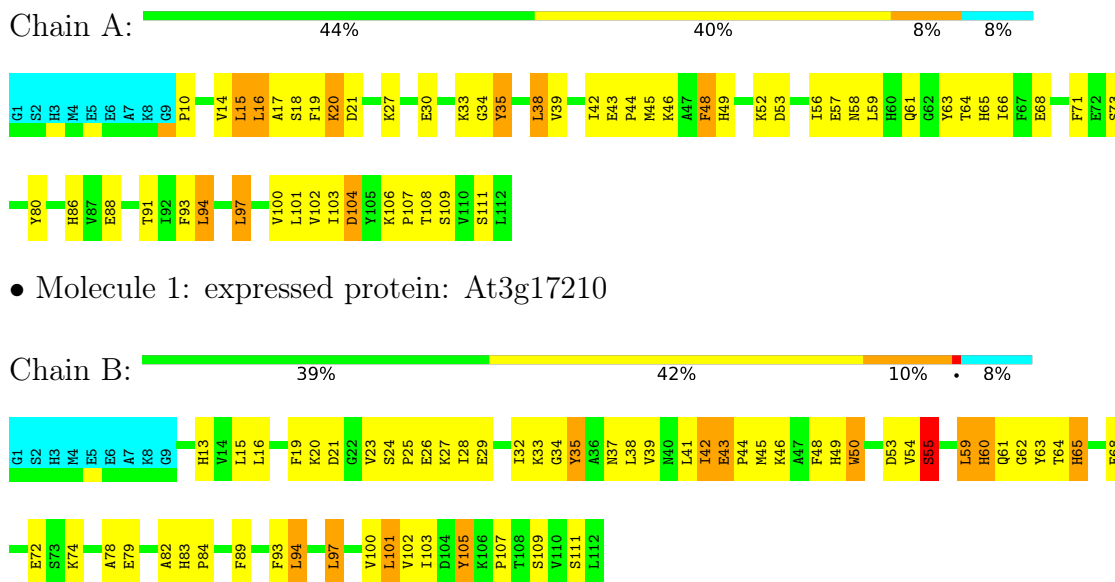 Chain A:
44% 40% 8% 8%
G1 S2 H3 M4 E5 E6 A7 K8 G9 P10 V14 L15 L16 A17 S18 F19 K20 D21 K27 E30 K33 G34 Y35 L38 V39 I42 E43 P44 M45 K46 A47 F48 H49 K52 D53 I56 E57 N58 L59 H60 Q61 G62 Y63 T64 H65 I66 F67 E68 F71 E72 S73
Y80 H86 V87 E88 T91 I92 F93 L94 L97 V100 L101 V102 I103 D104 Y105 K106 P107 T108 S109 V110 S111 L112
• Molecule 1: expressed protein: At3g17210
Chain B:
39% 42% 10% • 8%
G1 S2 H3 M4 E5 E6 A7 K8 G9 H13 V14 L15 L16 F19 K20 D21 G22 V23 S24 P25 E26 K27 I28 E29 I32 K33 G34 Y35 A36 N37 L38 V39 N40 L41 I42 E43 P44 M45 K46 A47 F48 H49 W50 D53 V54 S55 L59 H60 Q61 G62 Y63 T64 H65 E68
E72 S73 K74 A78 E79 A82 H83 P84 F89 F93 L94 L97 V100 L101 V102 I103 D104 Y105 K106 P107 T108 S109 V110 S111 L112